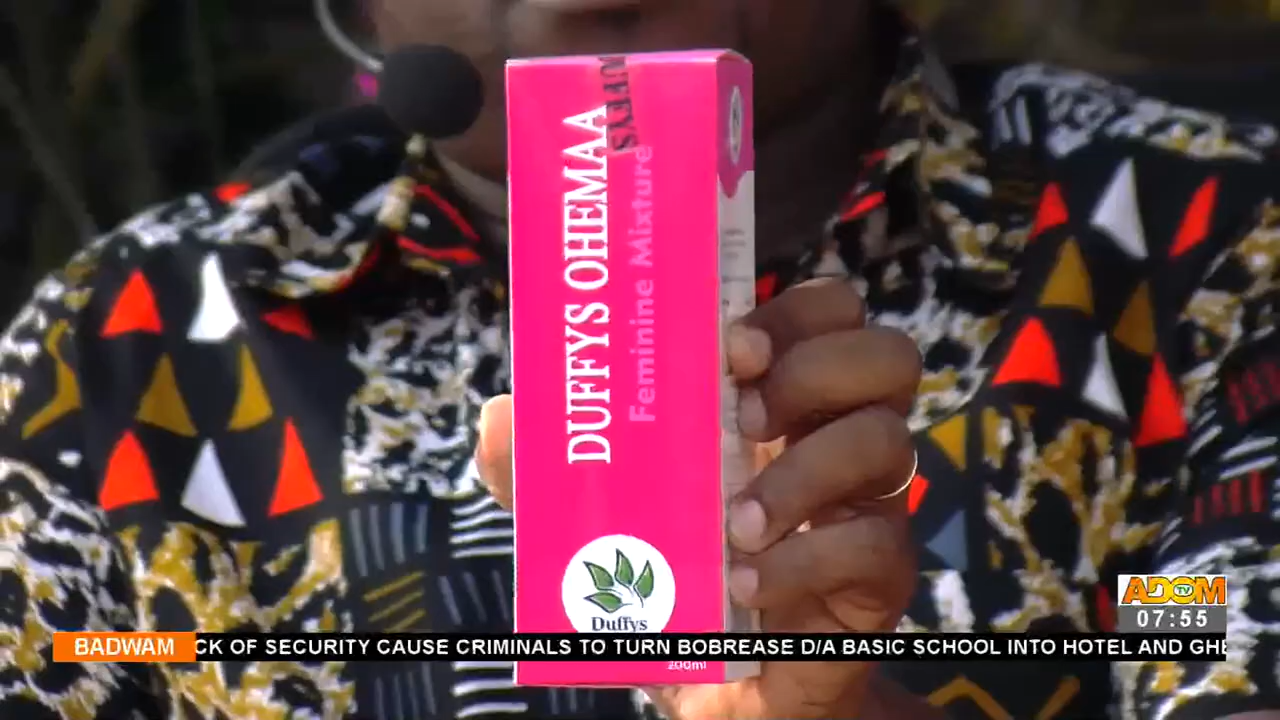 UFFYS
DUFFYS OHEMAA
Feminine Mixture
Duffys
200ml
ADOM
TV
07:55
BADWAM
CK OF SECURITY CAUSE CRIMINALS TO TURN BOBREASE D/A BASIC SCHOOL INTO HOTEL AND GHE